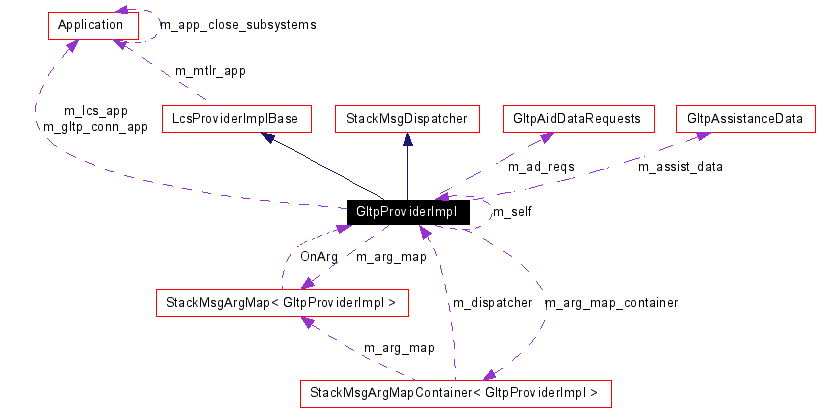 Application
m_app_close_subsystems
m_mtlr_app
m_lcs_app
m_gltp_conn_app
LcsProviderImplBase
StackMsgDispatcher
GltpAidDataRequests
GltpAssistanceData
m_ad_reqs
m_assist_data
GltpProviderImpl
m_self
OnArg
m_arg_map
StackMsgArgMap< GltpProviderImpl >
m_dispatcher
m_arg_map_container
m_arg_map
StackMsgArgMapContainer< GltpProviderImpl >